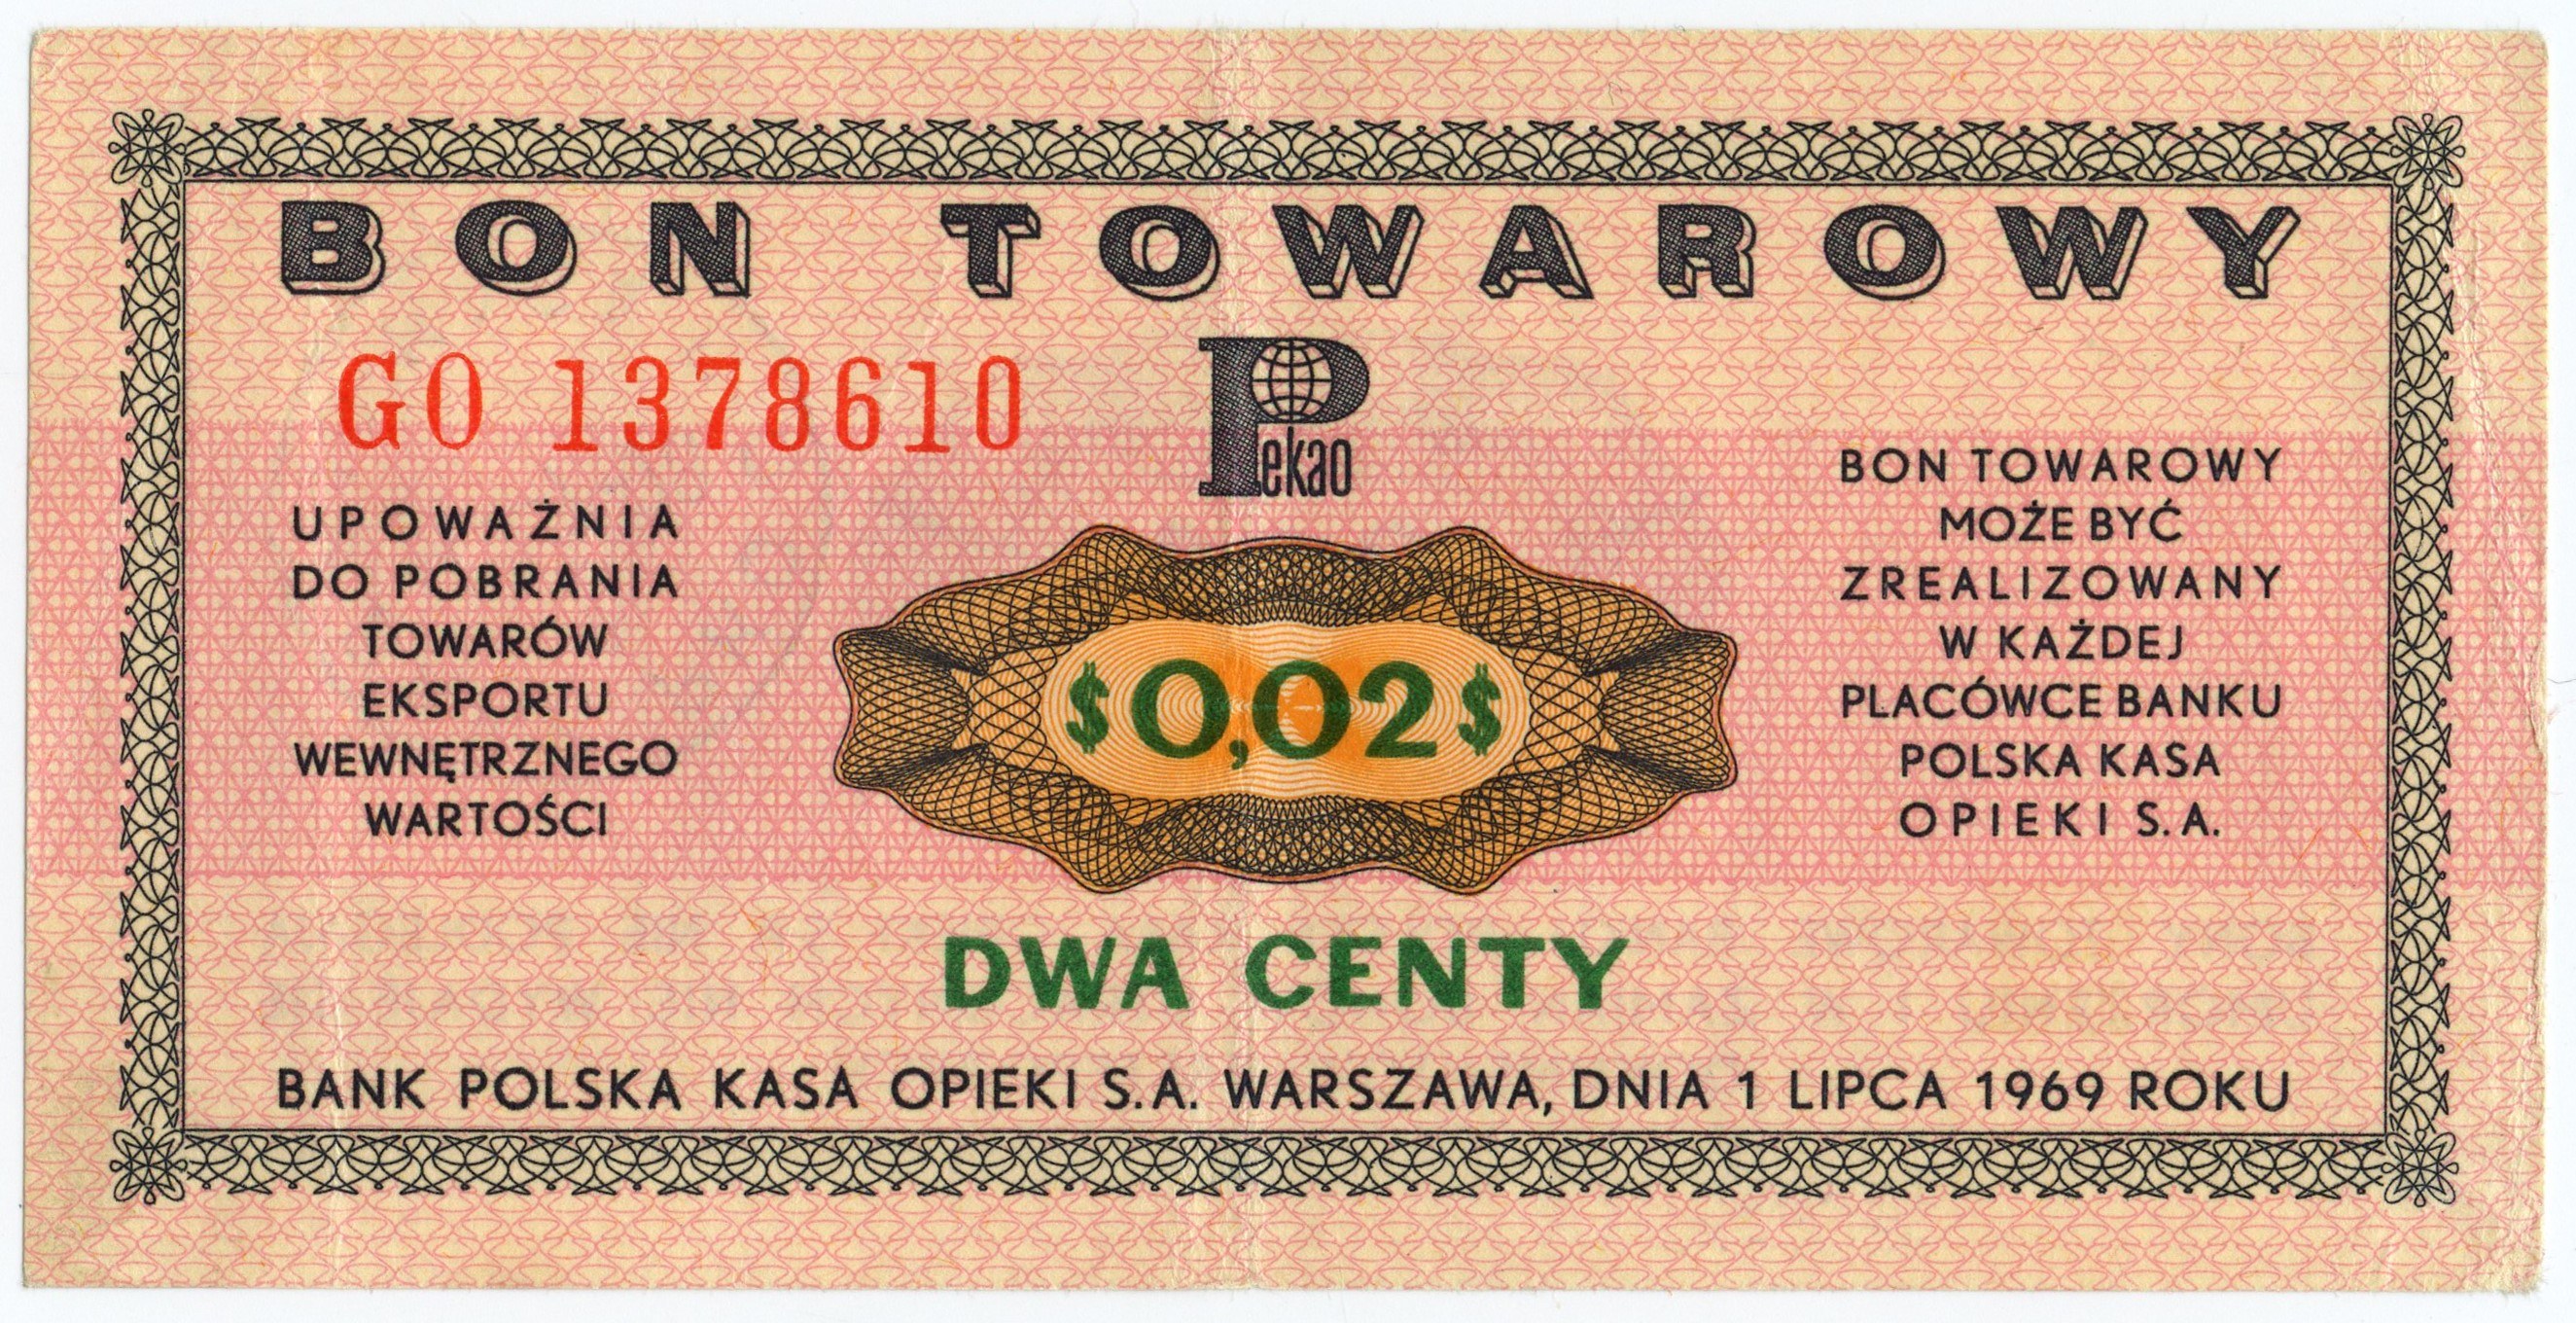 BON TOWAROWY
GO 1378610
Pekao
UPOWAŻNIA
DO POBRANIA
TOWARÓW
EKSPORTU
WEWNĘTRZNEGO
WARTOŚCI
$0,02$
BON TOWAROWY
MOŻE BYĆ
ZREALIZOWANY
W KAŻDEJ
PLACÓWCE BANKU
POLSKA KASA
OPIEKI S.A.
DWA CENTY
BANK POLSKA KASA OPIEKI S.A. WARSZAWA, DNIA 1 LIPCA 1969 ROKU